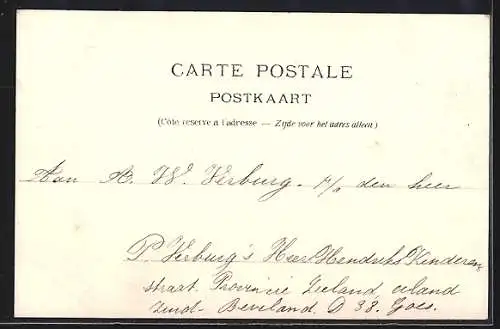 CARTE POSTALE
POSTKAART
(Côte réservé à l'adresse — Zijde voor het adres alleen)
Aan A. W. Verburg. p/a den heer
P. Verburg's Heer Hendriks Kinderen
straat Provincie Zeeland eiland
Zuid-Beveland. D 38. Goes.